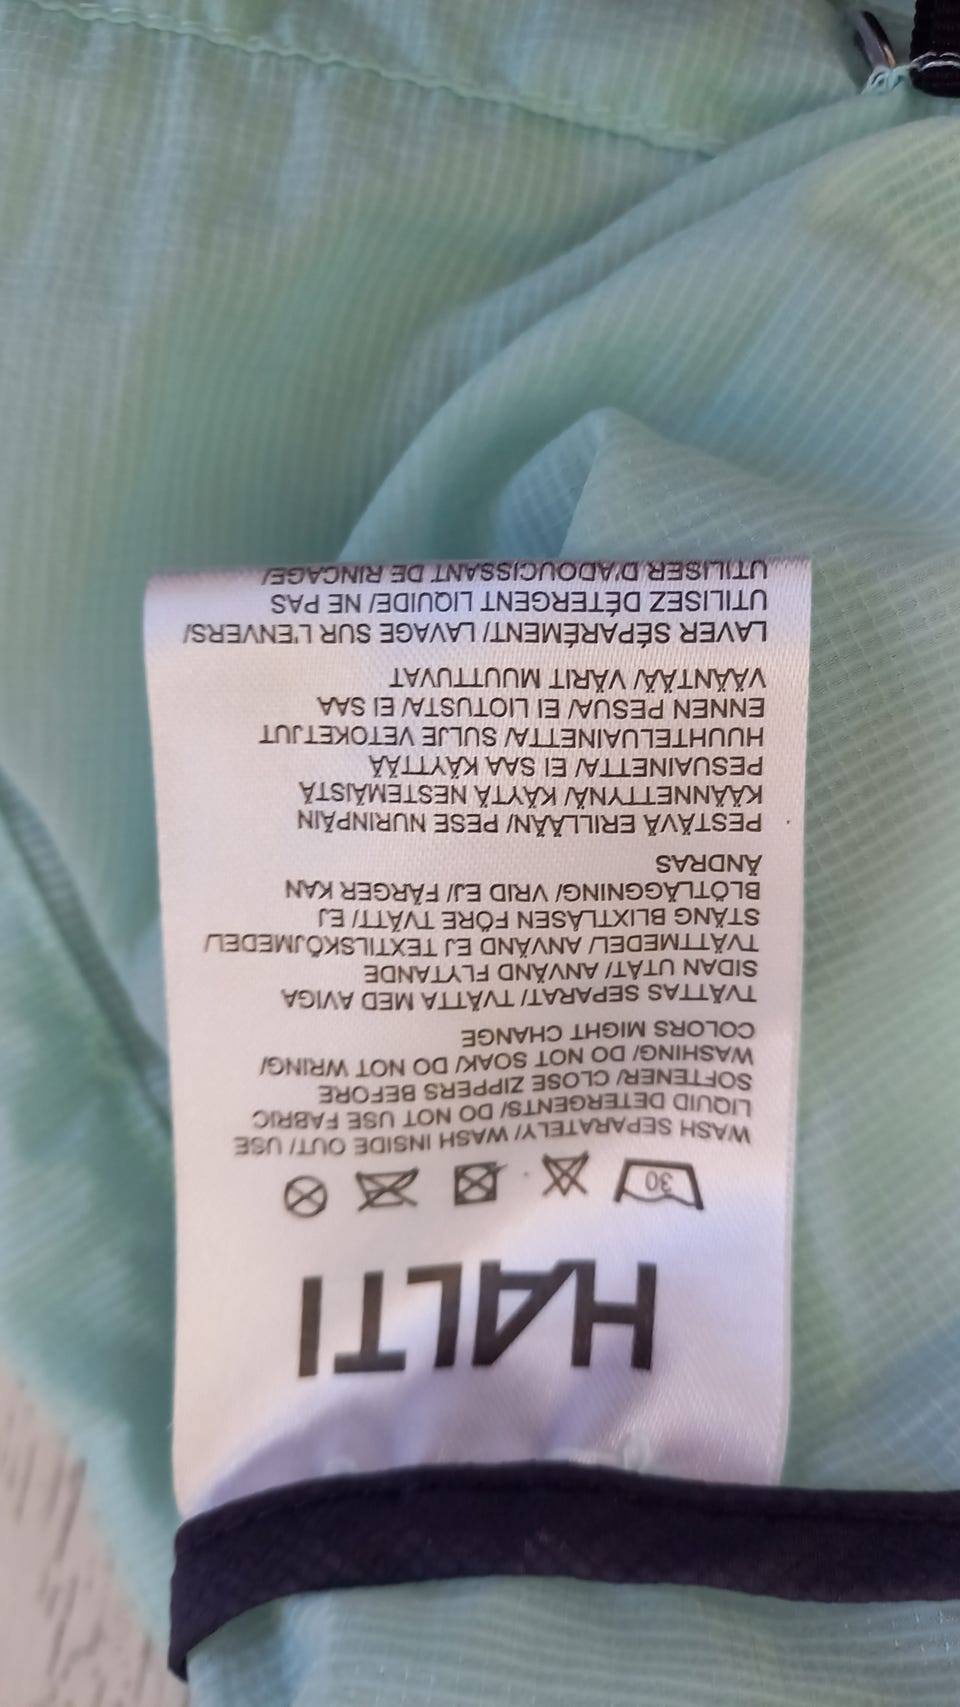 HALTI
30
WASH SEPARATELY/ WASH INSIDE OUT/ USE
LIQUID DETERGENTS/ DO NOT USE FABRIC
SOFTENER/ CLOSE ZIPPERS BEFORE
WASHING/ DO NOT SOAK/ DO NOT WRING/
COLORS MIGHT CHANGE
TVÄTTAS SEPARAT/ TVÄTTA MED AVIGA
SIDAN UTÅT/ ANVÄND FLYTANDE
TVÄTTMEDEL/ ANVÄND EJ TEXTILSKÖJMEDEL/
STÄNG BLIXTLÅSEN FÖRE TVÄTT/ EJ
BLÖTLÄGGNING/ VRID EJ/ FÄRGER KAN
ÄNDRAS
PESTÄVÄ ERILLÄÄN/ PESE NURINPÄIN
KÄÄNNETTYNÄ/ KÄYTÄ NESTEMÄISTÄ
PESUAINETTA/ EI SAA KÄYTTÄÄ
HUUHTELUAINETTA/ SULJE VETOKETJUT
ENNEN PESUA/ EI LIOTUSTA/ EI SAA
VÄÄNTÄÄ/ VÄRIT MUUTTUVAT
LAVER SÉPARÉMENT/ LAVAGE SUR L'ENVERS/
UTILISEZ DÉTERGENT LIQUIDE/ NE PAS
UTILISER D'ADOUCISSANT DE RINCAGE/